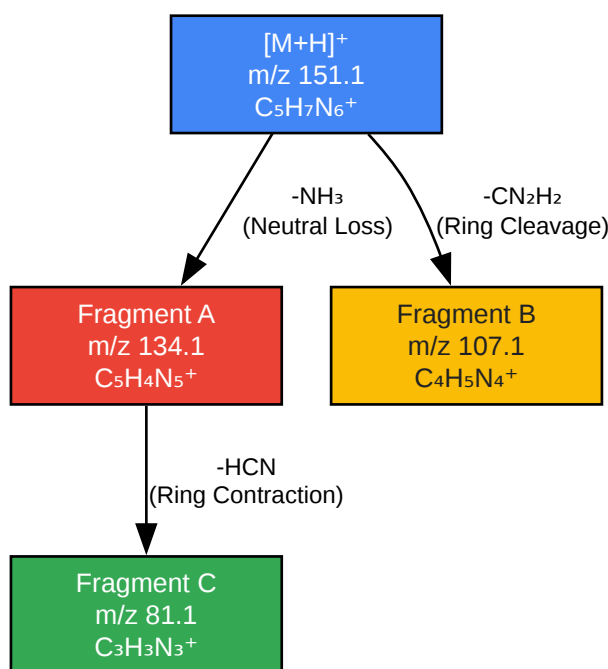 [M+H]⁺
m/z 151.1
C₅H₇N₆⁺
-NH₃
(Neutral Loss)
-CN₂H₂
(Ring Cleavage)
Fragment A
m/z 134.1
C₅H₄N₅⁺
Fragment B
m/z 107.1
C₄H₅N₄⁺
-HCN
(Ring Contraction)
Fragment C
m/z 81.1
C₃H₃N₃⁺